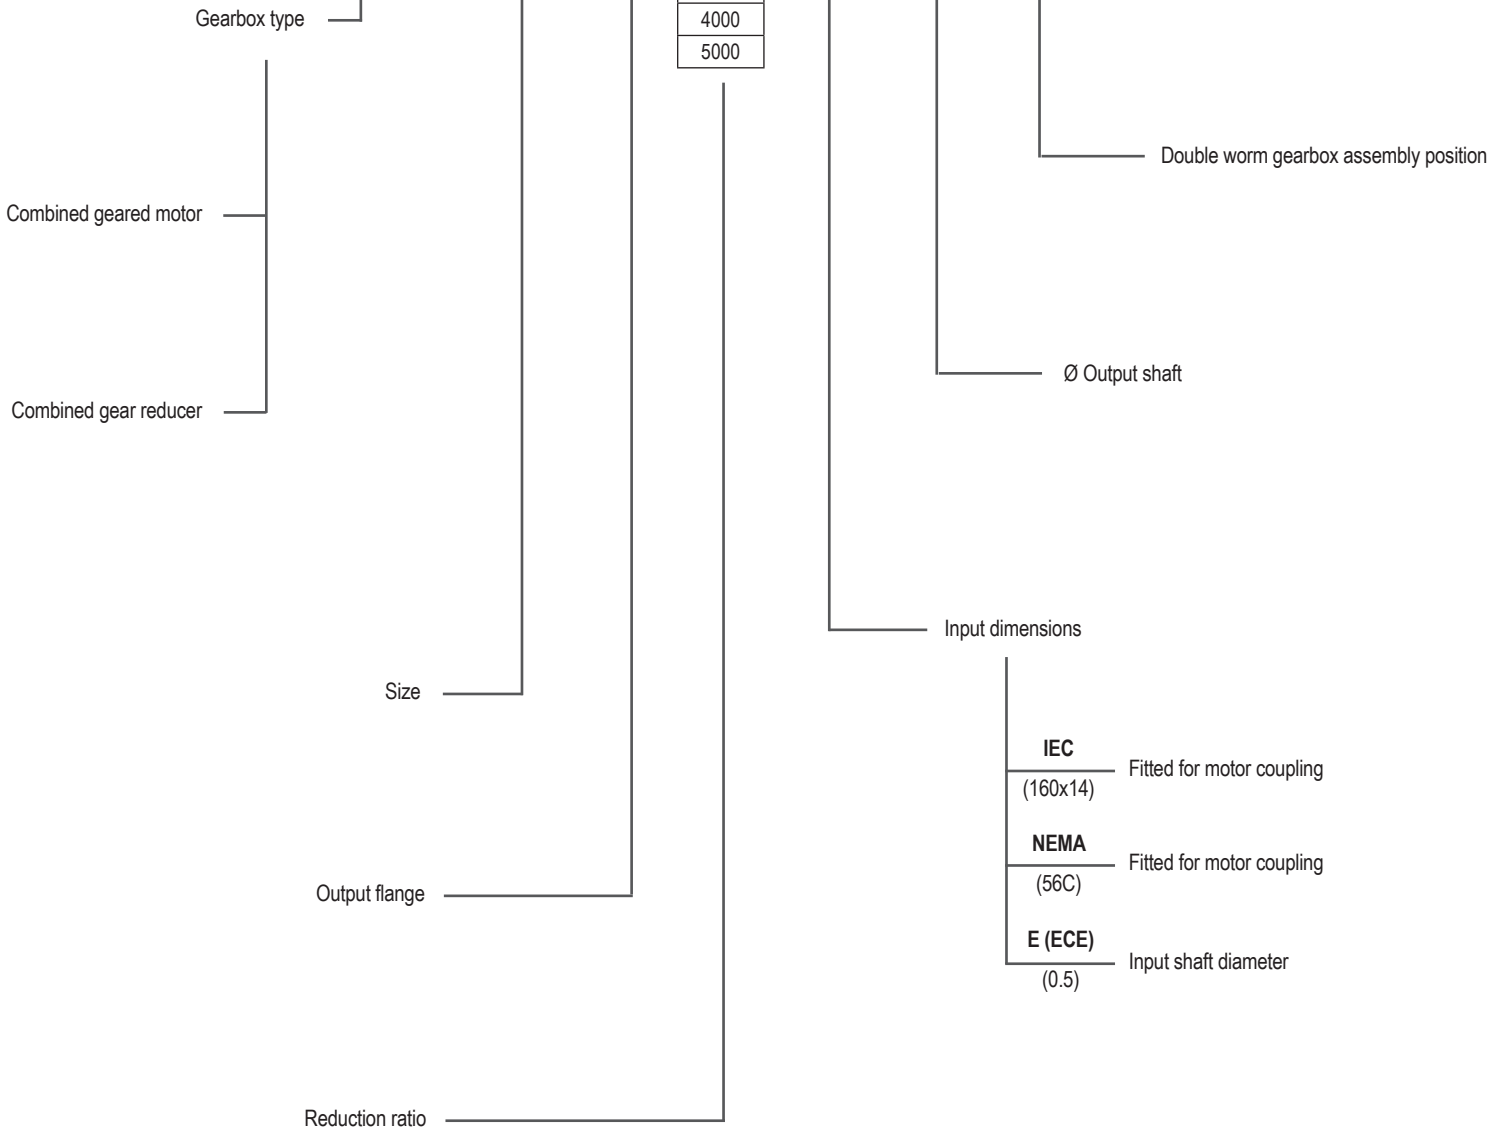 Gearbox type
4000
5000
Double worm gearbox assembly position
Combined geared motor
Ø Output shaft
Combined gear reducer
Input dimensions
Size
IEC
Fitted for motor coupling
(160x14)
NEMA
Fitted for motor coupling
(56C)
Output flange
E (ECE)
Input shaft diameter
(0.5)
Reduction ratio